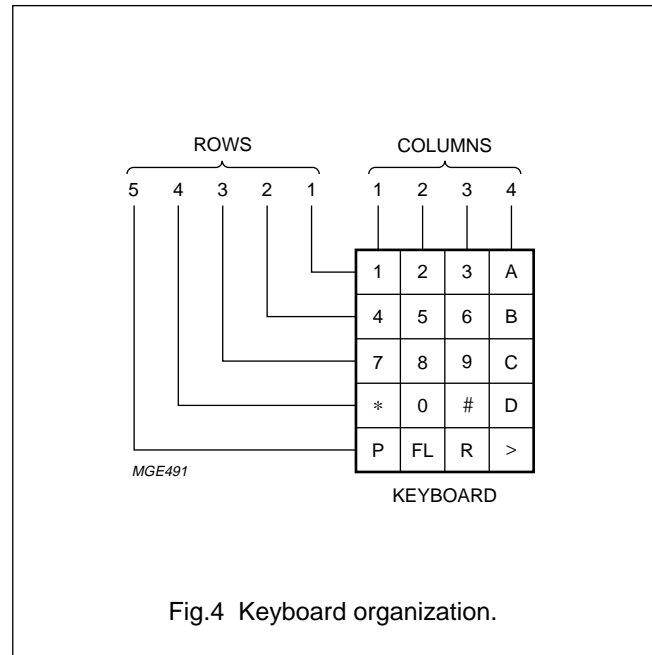 ROWS COLUMNS
5 4 3 2 1 1 2 3 4
1 2 3 A
4 5 6 B
7 8 9 C
* 0 # D
P FL R >
MGE491
KEYBOARD
Fig.4 Keyboard organization.